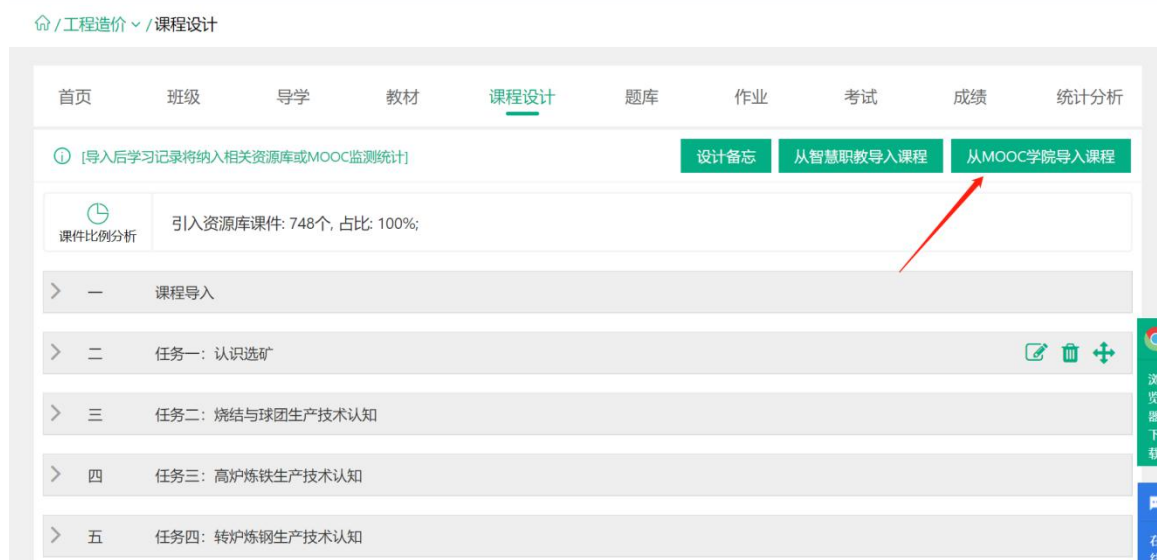 /工程造价 /课程设计
首页 班级 导学 教材 课程设计 题库 作业 考试 成绩 统计分析
[导入后学习记录将纳入相关资源库或MOOC监测统计] 设计备忘 从智慧职教导入课程 从MOOC学院导入课程
课件比例分析 引入资源库课件: 748个, 占比: 100%;
一 课程导入
二 任务一：认识选矿
三 任务二：烧结与球团生产技术认知
四 任务三：高炉炼铁生产技术认知
五 任务四：转炉炼钢生产技术认知
浏
览
器
下
载
在